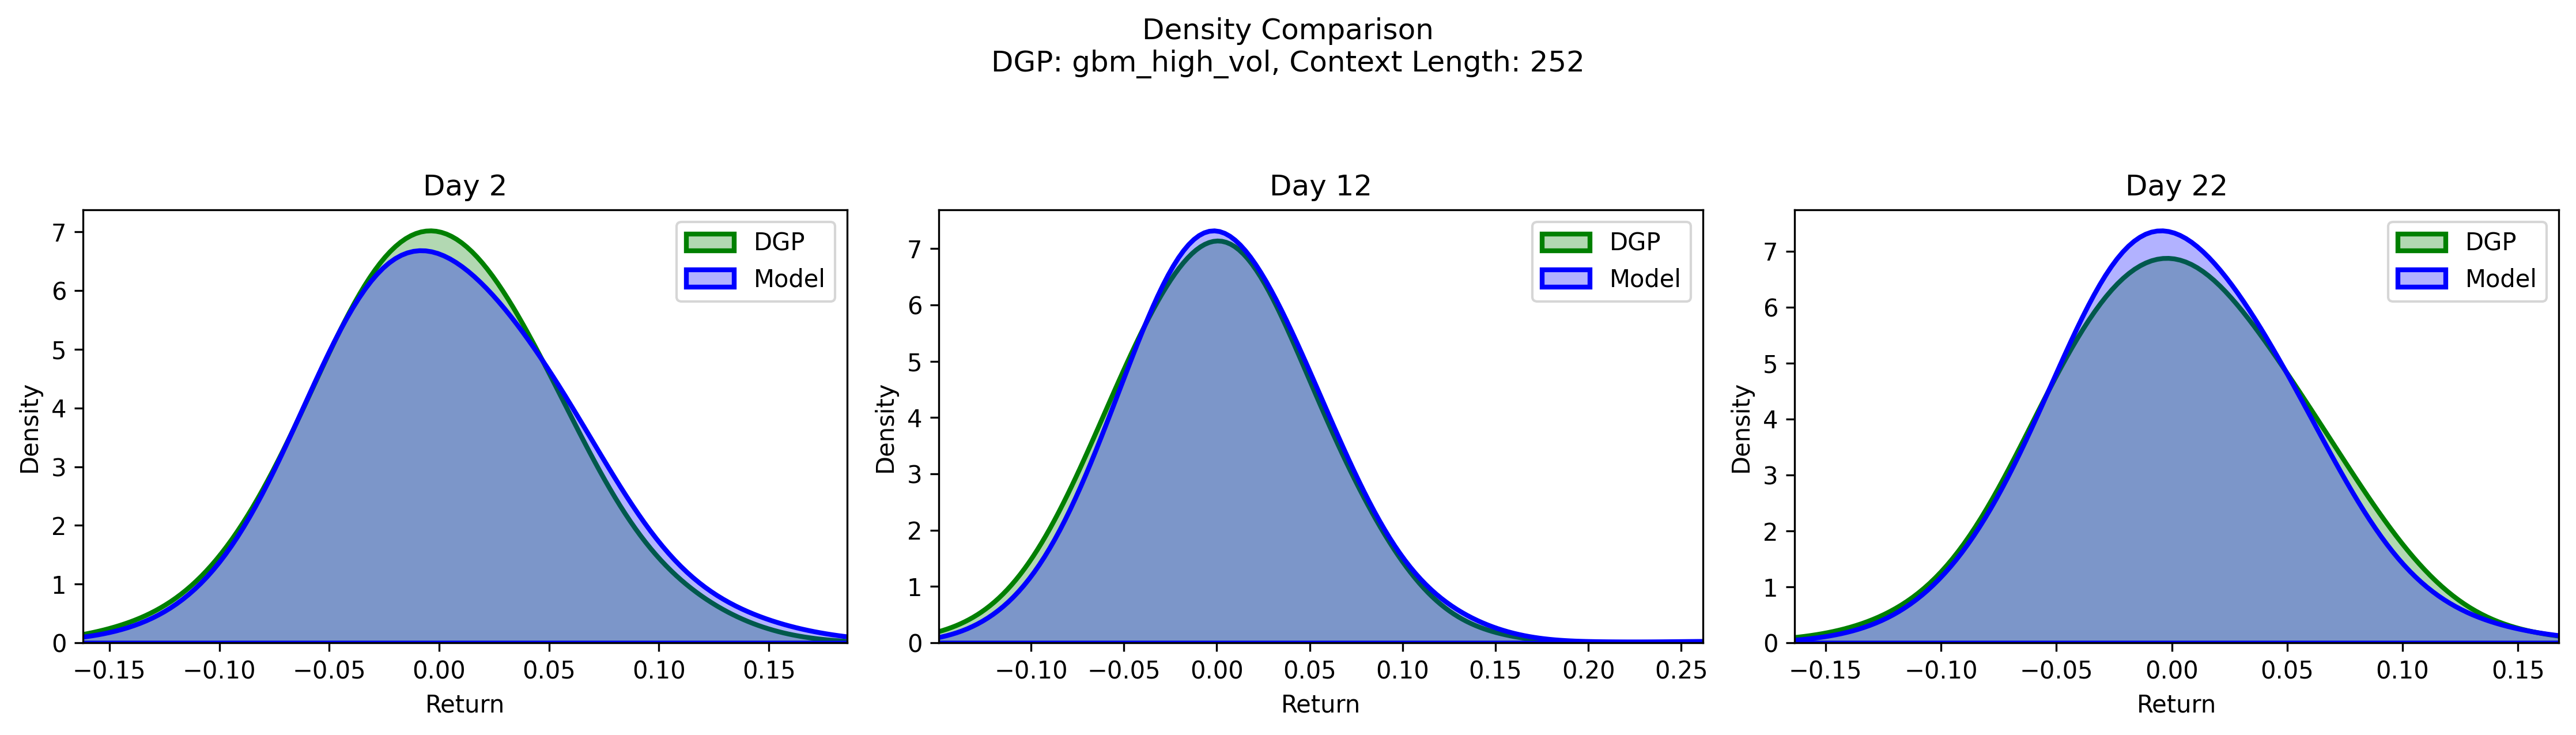 Density Comparison
DGP: gbm_high_vol, Context Length: 252
Day 2
Density
7
6
5
4
3
2
1
0
DGP
Model
−0.15 −0.10 −0.05 0.00 0.05 0.10 0.15
Return
Day 12
Density
7
6
5
4
3
2
1
0
DGP
Model
−0.10 −0.05 0.00 0.05 0.10 0.15 0.20 0.25
Return
Day 22
Density
7
6
5
4
3
2
1
0
DGP
Model
−0.15 −0.10 −0.05 0.00 0.05 0.10 0.15
Return